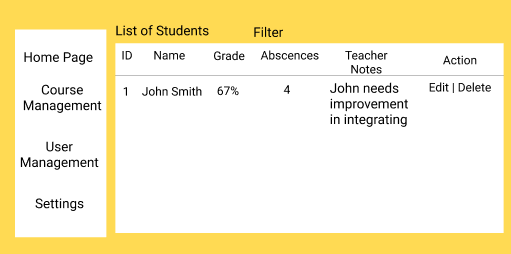 List of Students
Filter
Home Page
Course
Management
User
Management
Settings
ID Name Grade Abscences Teacher Notes Action
1 John Smith 67% 4 John needs Edit | Delete
improvement
in integrating